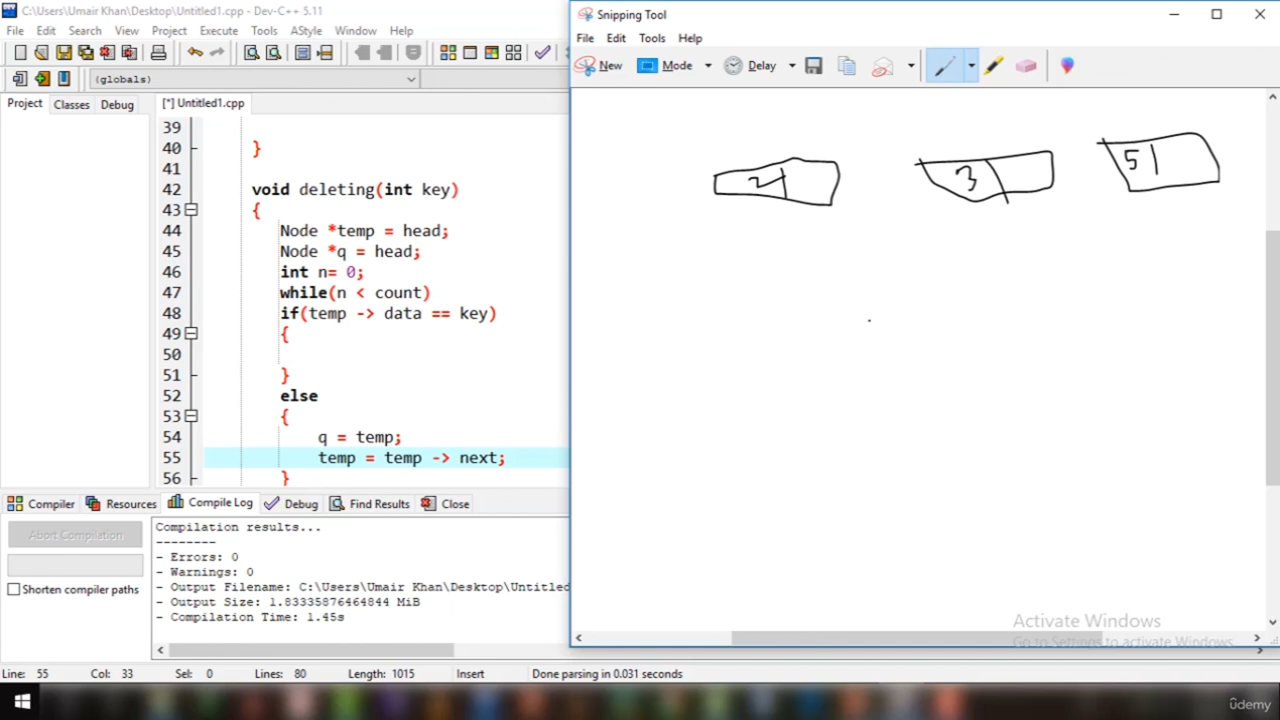 C:\Users\Umair Khan\Desktop\Untitled1.cpp - Dev-C++ 5.11
File Edit Search View Project Execute Tools AStyle Window Help
(globals)
Project Classes Debug
[*] Untitled1.cpp
39
40 }
41
42 void deleting(int key)
43 {
44 Node *temp = head;
45 Node *q = head;
46 int n= 0;
47 while(n < count)
48 if(temp -> data == key)
49 {
50
51 }
52 else
53 {
54 q = temp;
55 temp = temp -> next;
56 }
Compiler Resources Compile Log Debug Find Results Close
Abort Compilation
Shorten compiler paths
Compilation results...
--------
- Errors: 0
- Warnings: 0
- Output Filename: C:\Users\Umair Khan\Desktop\Untitled
- Output Size: 1.83335876464844 MiB
- Compilation Time: 1.45s
Line: 55 Col: 33 Sel: 0 Lines: 80 Length: 1015 Insert Done parsing in 0.031 seconds
Snipping Tool
File Edit Tools Help
New Mode Delay
2 3 5
Activate Windows
Go to Settings to activate Windows.
ûdemy